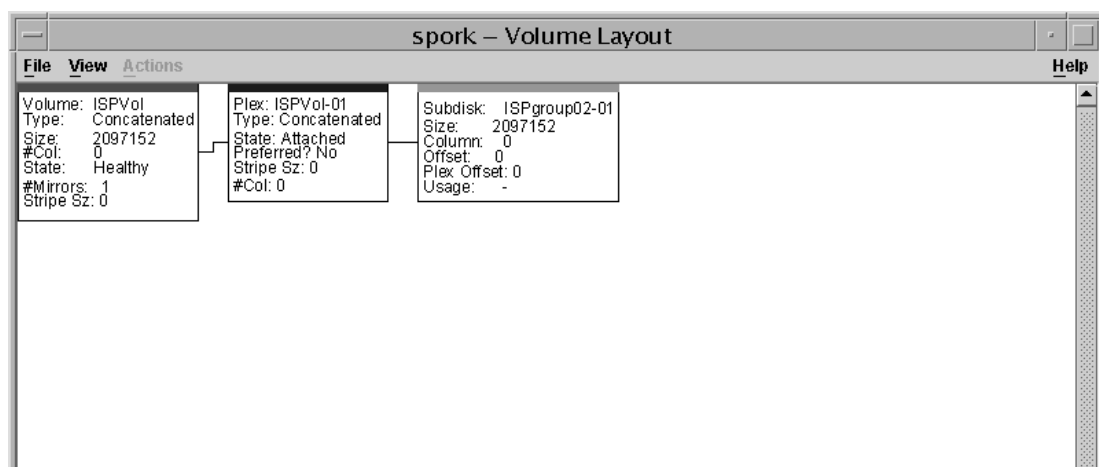 spork – Volume Layout
File View Actions Help
Volume: ISPVol
Type: Concatenated
Size: 2097152
#Col: 0
State: Healthy
#Mirrors: 1
Stripe Sz: 0
Plex: ISPVol-01
Type: Concatenated
State: Attached
Preferred? No
Stripe Sz: 0
#Col: 0
Subdisk: ISPgroup02-01
Size: 2097152
Column: 0
Offset: 0
Plex Offset: 0
Usage: -